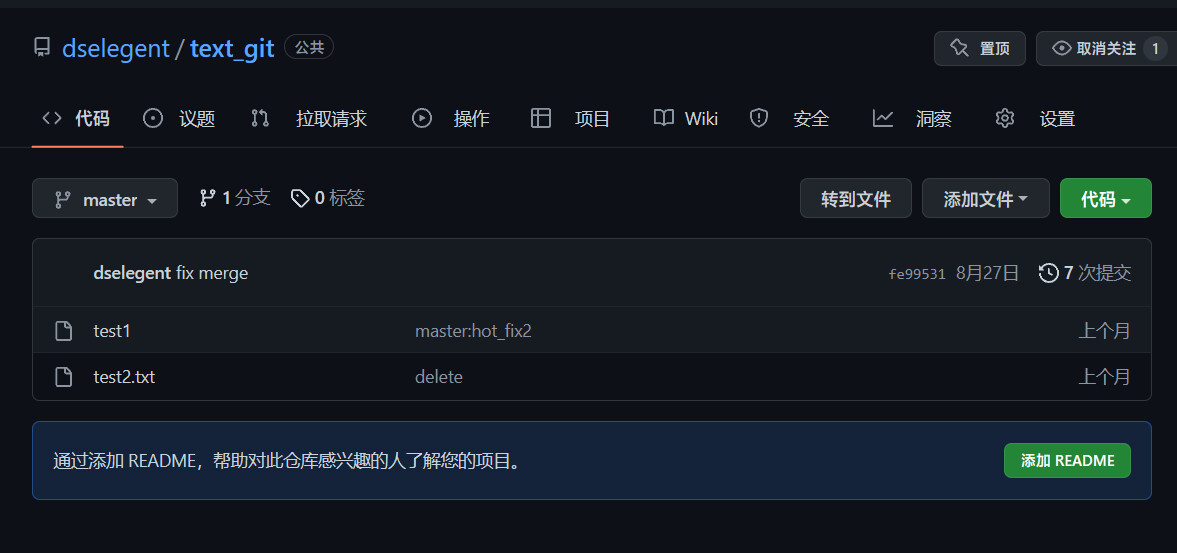 dselegent / text_git 公共 置顶 取消关注 1
代码 议题 拉取请求 操作 项目 Wiki 安全 洞察 设置
master 1 分支 0 标签 转到文件 添加文件 代码
dselegent fix merge fe99531 8月27日 7 次提交
test1 master:hot_fix2 上个月
test2.txt delete 上个月
通过添加 README，帮助对此仓库感兴趣的人了解您的项目。 添加 README